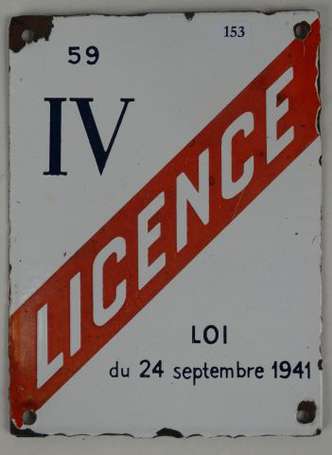 153
59
IV
LICENCE
LOI
du 24 septembre 1941